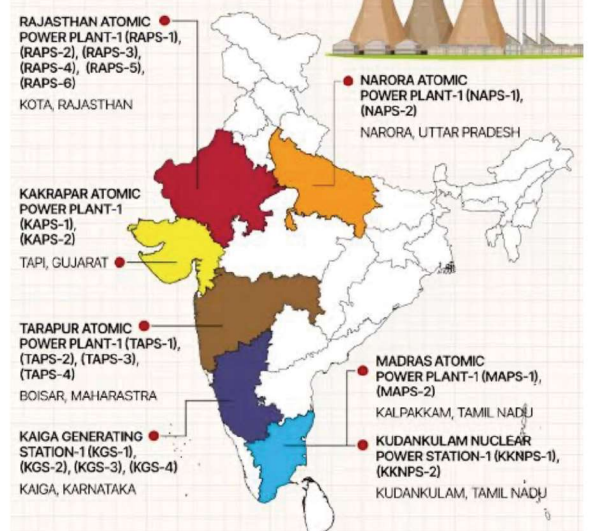 RAJASTHAN ATOMIC
POWER PLANT-1 (RAPS-1),
(RAPS-2), (RAPS-3),
(RAPS-4), (RAPS-5),
(RAPS-6)
KOTA, RAJASTHAN
NARORA ATOMIC
POWER PLANT-1 (NAPS-1),
(NAPS-2)
NARORA, UTTAR PRADESH
KAKRAPAR ATOMIC
POWER PLANT-1
(KAPS-1),
(KAPS-2)
TAPI, GUJARAT
TARAPUR ATOMIC
POWER PLANT-1 (TAPS-1),
(TAPS-2), (TAPS-3),
(TAPS-4)
BOISAR, MAHARASTRA
MADRAS ATOMIC
POWER PLANT-1 (MAPS-1),
(MAPS-2)
KALPAKKAM, TAMIL NADU
KAIGA GENERATING
STATION-1 (KGS-1),
(KGS-2), (KGS-3), (KGS-4)
KAIGA, KARNATAKA
KUDANKULAM NUCLEAR
POWER STATION-1 (KKNPS-1),
(KKNPS-2)
KUDANKULAM, TAMIL NADU